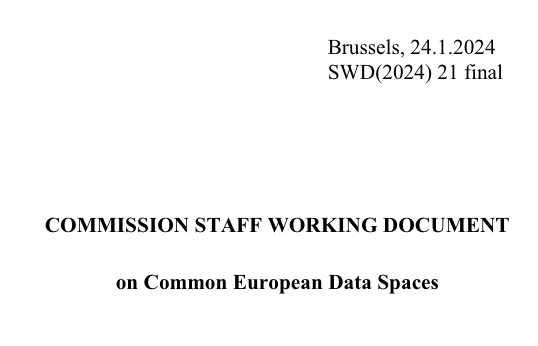 Brussels, 24.1.2024
SWD(2024) 21 final
COMMISSION STAFF WORKING DOCUMENT
on Common European Data Spaces